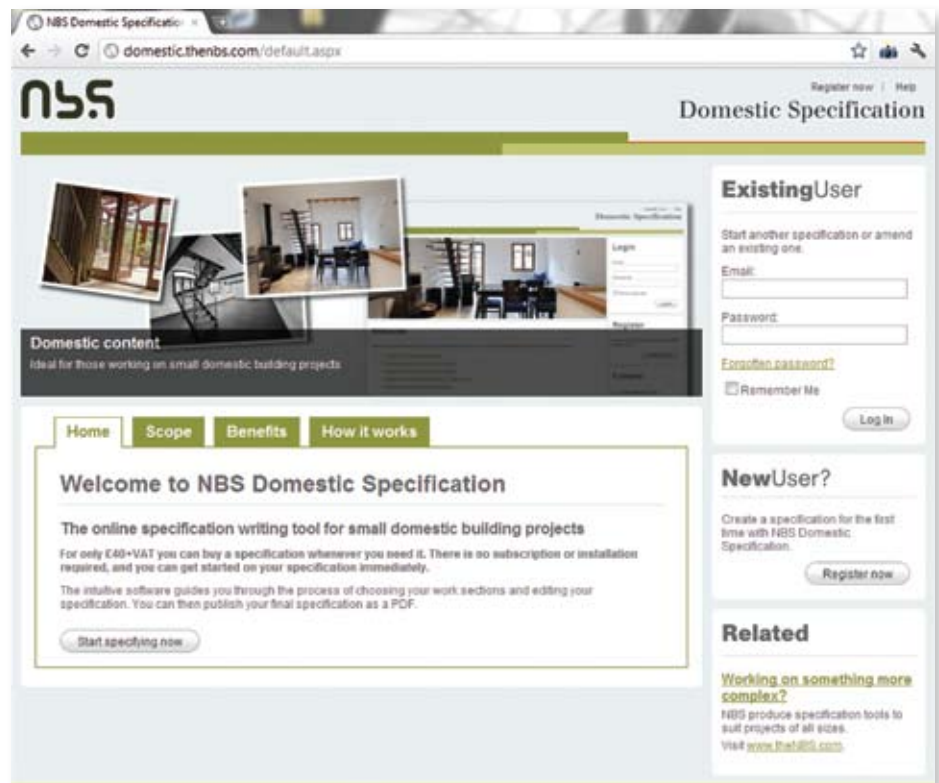 NBS Domestic Specification
domestic.thenbs.com/default.aspx
nbs
Register now | Help
Domestic Specification
Domestic Specification
Login
Register
Domestic content
Ideal for those working on small domestic building projects
Home
Scope
Benefits
How it works
Welcome to NBS Domestic Specification
The online specification writing tool for small domestic building projects
For only £40+VAT you can buy a specification whenever you need it. There is no subscription or installation
required, and you can get started on your specification immediately.
The intuitive software guides you through the process of choosing your work sections and editing your
specification. You can then publish your final specification as a PDF.
Start specifying now
ExistingUser
Start another specification or amend
an existing one.
Email:
Password:
Forgotten password?
Remember Me
Log In
NewUser?
Create a specification for the first
time with NBS Domestic
Specification.
Register now
Related
Working on something more
complex?
NBS produce specification tools to
suit projects of all sizes.
Visit www.theNBS.com.